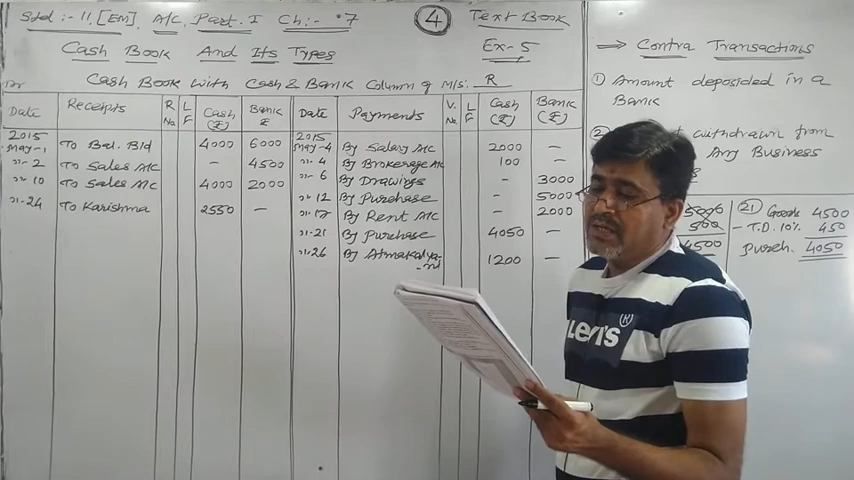 Std :- 11, [EM], A/C, Part. I Ch:- 7
4
Text Book
Ex-5
Cash Book And Its Types
Cash Book with Cash & Bank Column of M/s: R
Dr
Date Receipts R No L F Cash (₹) Bank ₹ Date Payments V. No. L F Cash (₹) Bank (₹)
2015 2015
May-1 To Bal. B/d 4000 6000 May-4 By Salary A/c 2000 -
"- 2 To Sales A/c - 4500 "- 4 By Brokerage A/c 100 -
"- 10 To Sales A/c 4000 2000 "- 6 By Drawings - 3000
"- 12 By Purchase - 5000
"-24 To Karishma 2550 - "-17 By Rent A/c - 2000
"-21 By Purchase 4050 -
"-26 By 1200 -
⇒ Contra Transactions
① Amount deposided in a
Bank
② withdrawn from
Any Business
5000
500
4500
(21) Goods 4500
- T.D. 10% 450
Purch. 4050
LEVI'S ®